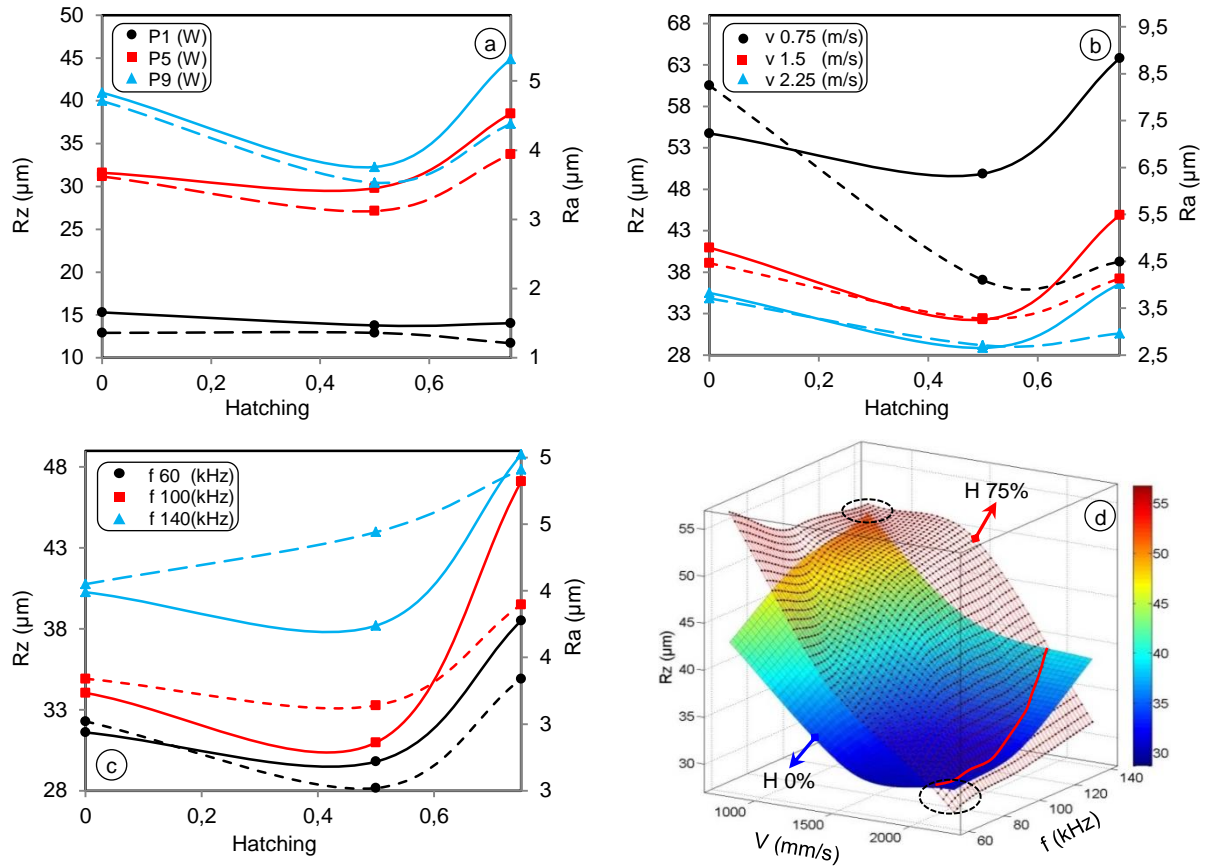 50
45
40
35
30
25
20
15
10
Rz (μm)
P1 (W)
P5 (W)
P9 (W)
a
5
4
3
2
1
Ra (μm)
0
0,2
0,4
0,6
Hatching
68
63
58
53
48
43
38
33
28
Rz (μm)
v 0.75 (m/s)
v 1.5 (m/s)
v 2.25 (m/s)
b
9,5
8,5
7,5
6,5
5,5
4,5
3,5
2,5
Ra (μm)
0
0,2
0,4
0,6
Hatching
48
43
38
33
28
Rz (μm)
f 60 (kHz)
f 100(kHz)
f 140(kHz)
c
5
5
4
4
3
3
Ra (μm)
0
0,2
0,4
0,6
Hatching
H 75%
d
H 0%
55
50
45
40
35
30
Rz (μm)
1000
1500
2000
V (mm/s)
60
80
100
120
140
f (kHz)
55
50
45
40
35
30